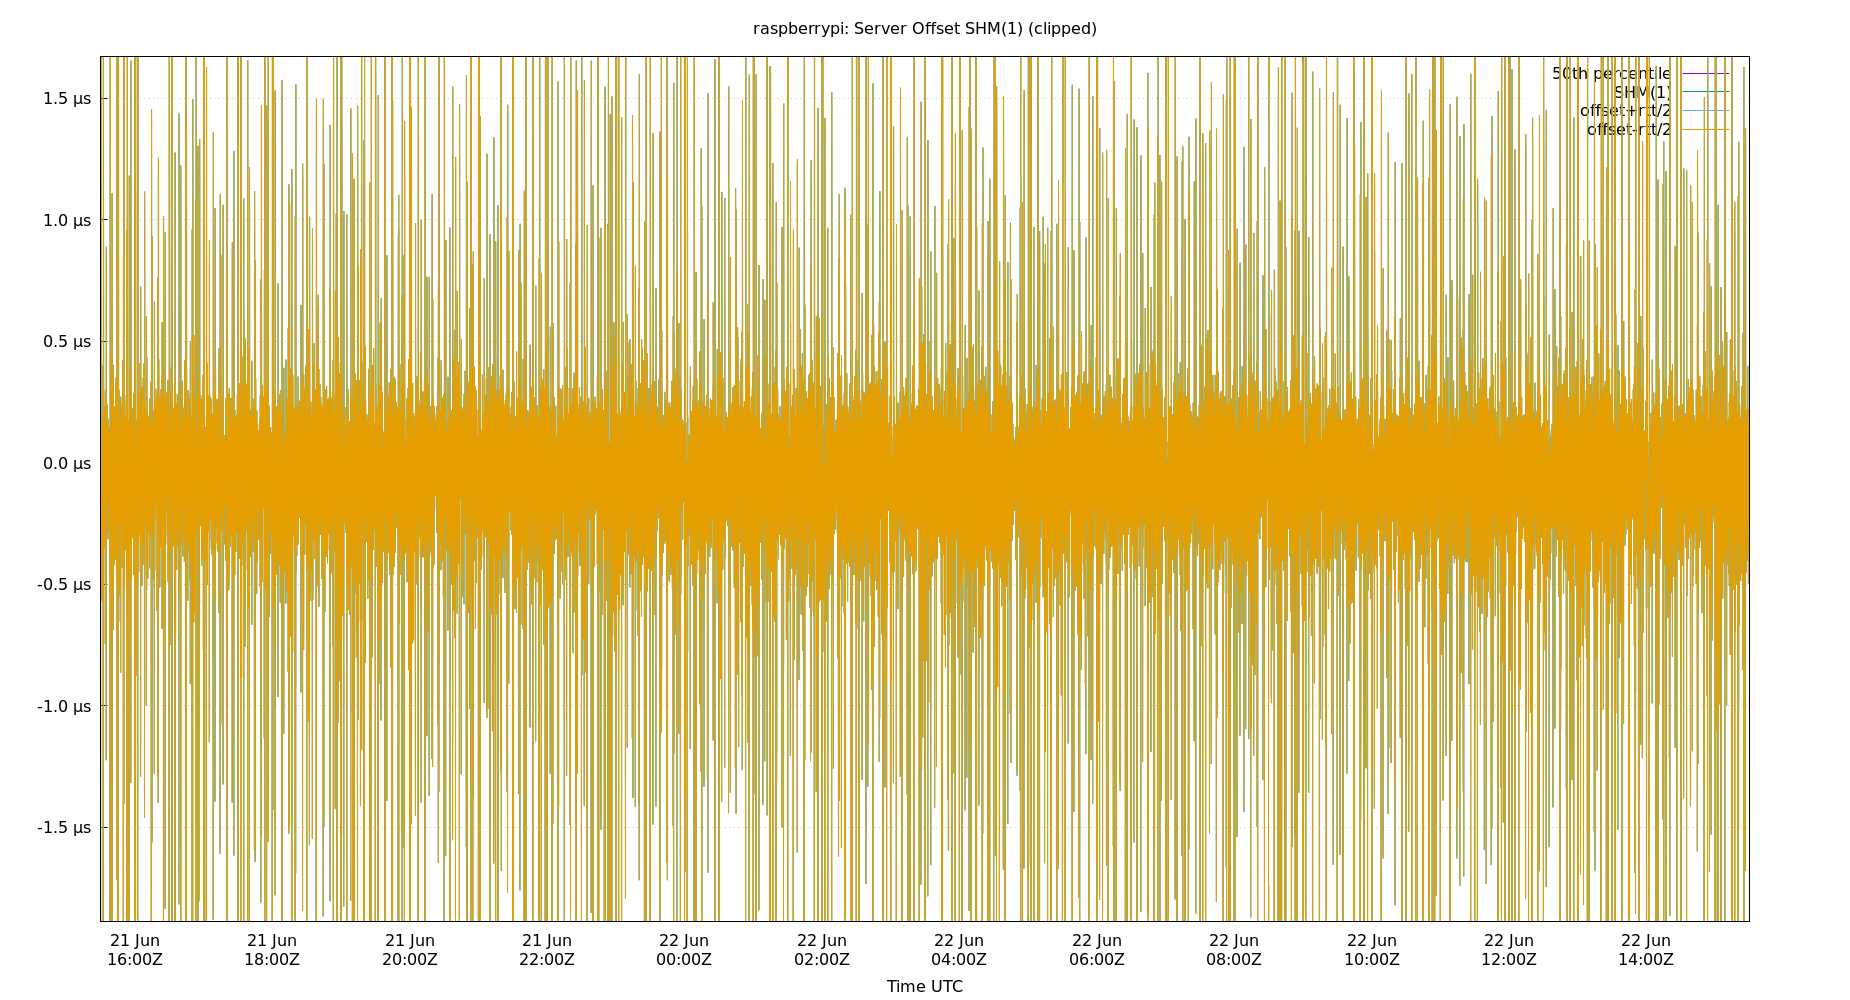 raspberrypi: Server Offset SHM(1) (clipped)
50th percentile
SHM(1)
offset+rtt/2
offset-rtt/2
1.5 µs
1.0 µs
0.5 µs
0.0 µs
-0.5 µs
-1.0 µs
-1.5 µs
21 Jun 21 Jun 21 Jun 21 Jun 22 Jun 22 Jun 22 Jun 22 Jun 22 Jun 22 Jun 22 Jun 22 Jun
16:00Z 18:00Z 20:00Z 22:00Z 00:00Z 02:00Z 04:00Z 06:00Z 08:00Z 10:00Z 12:00Z 14:00Z
Time UTC